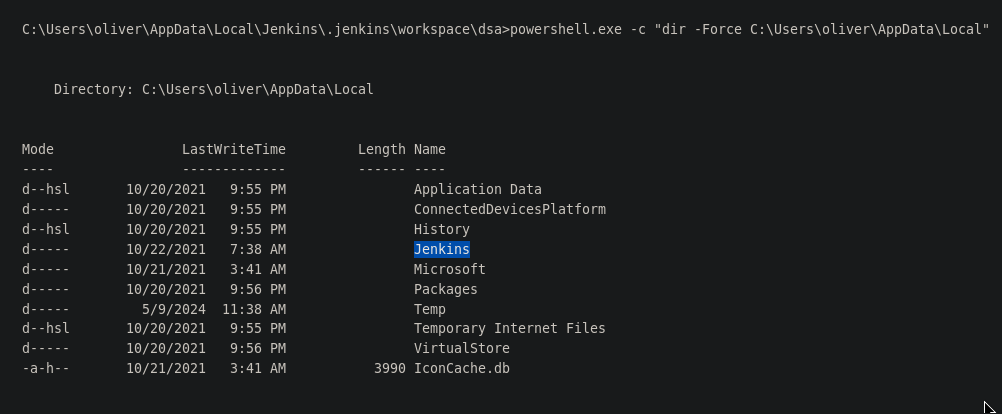 C:\Users\oliver\AppData\Local\Jenkins\.jenkins\workspace\dsa>powershell.exe -c "dir -Force C:\Users\oliver\AppData\Local"
Directory: C:\Users\oliver\AppData\Local
Mode LastWriteTime Length Name
---- ------------- ------ ----
d--hsl 10/20/2021 9:55 PM Application Data
d----- 10/20/2021 9:55 PM ConnectedDevicesPlatform
d--hsl 10/20/2021 9:55 PM History
d----- 10/22/2021 7:38 AM Jenkins
d----- 10/21/2021 3:41 AM Microsoft
d----- 10/20/2021 9:56 PM Packages
d----- 5/9/2024 11:38 AM Temp
d--hsl 10/20/2021 9:55 PM Temporary Internet Files
d----- 10/20/2021 9:56 PM VirtualStore
-a-h-- 10/21/2021 3:41 AM 3990 IconCache.db